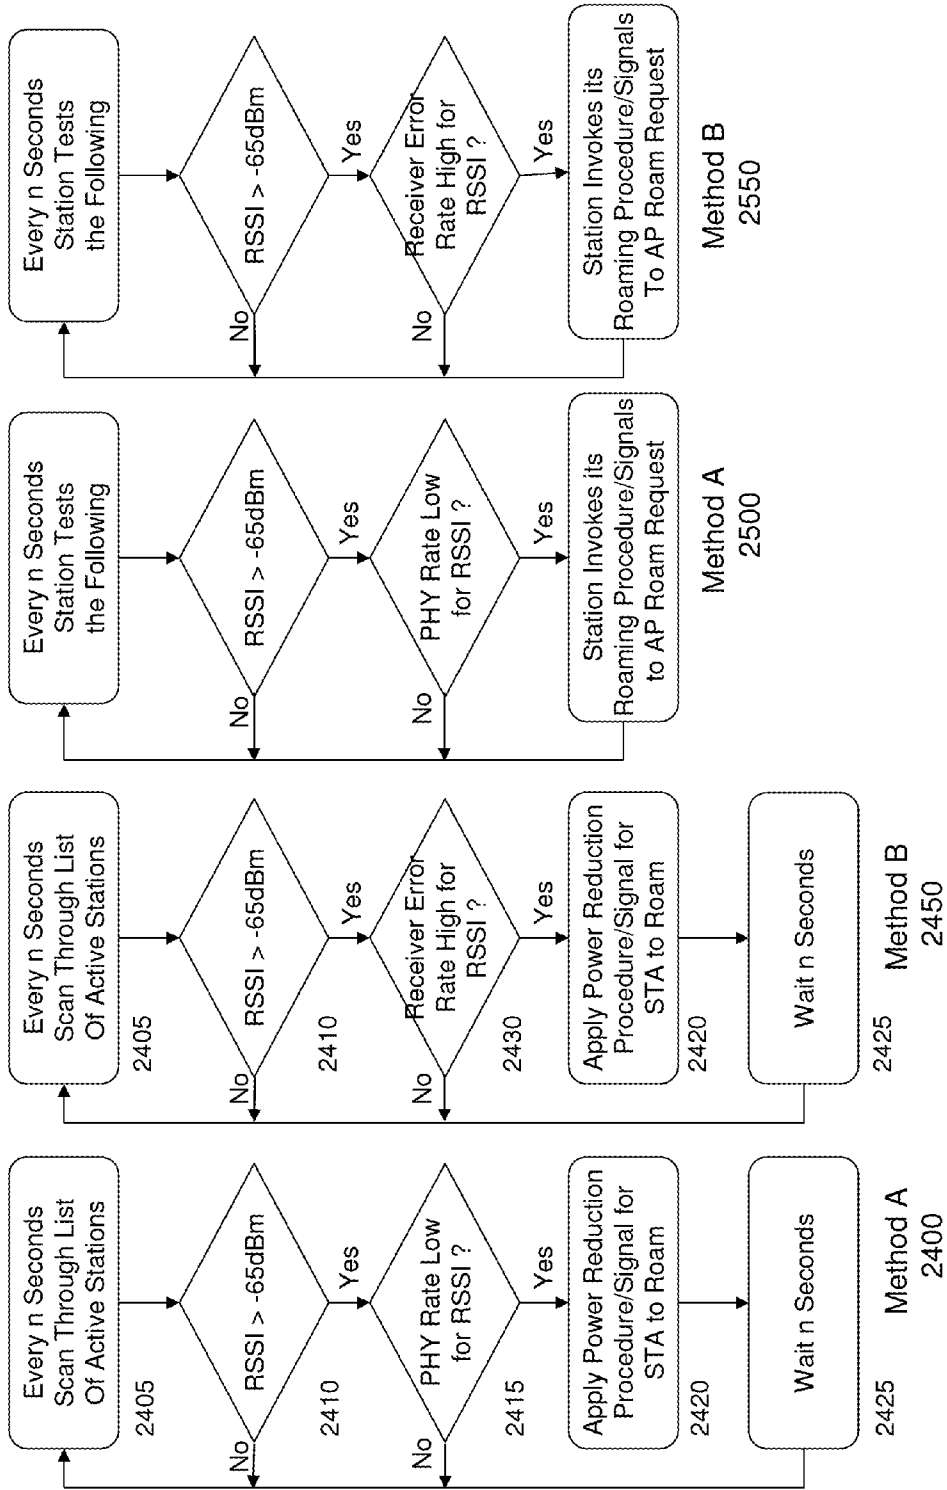 Every n Seconds
Scan Through List
Of Active Stations
2405
RSSI > -65dBm
2410
No
Yes
PHY Rate Low
for RSSI ?
2415
No
Yes
Apply Power Reduction
Procedure/Signal for
STA to Roam
2420
Wait n Seconds
2425
Method A
2400
Every n Seconds
Scan Through List
Of Active Stations
2405
RSSI > -65dBm
2410
No
Yes
Receiver Error
Rate High for
RSSI ?
2430
No
Yes
Apply Power Reduction
Procedure/Signal for
STA to Roam
2420
Wait n Seconds
2425
Method B
2450
Every n Seconds
Station Tests
the Following
RSSI > -65dBm
No
Yes
PHY Rate Low
for RSSI ?
No
Yes
Station Invokes its
Roaming Procedure/Signals
to AP Roam Request
Method A
2500
Every n Seconds
Station Tests
the Following
RSSI > -65dBm
No
Yes
Receiver Error
Rate High for
RSSI ?
No
Yes
Station Invokes its
Roaming Procedure/Signals
To AP Roam Request
Method B
2550